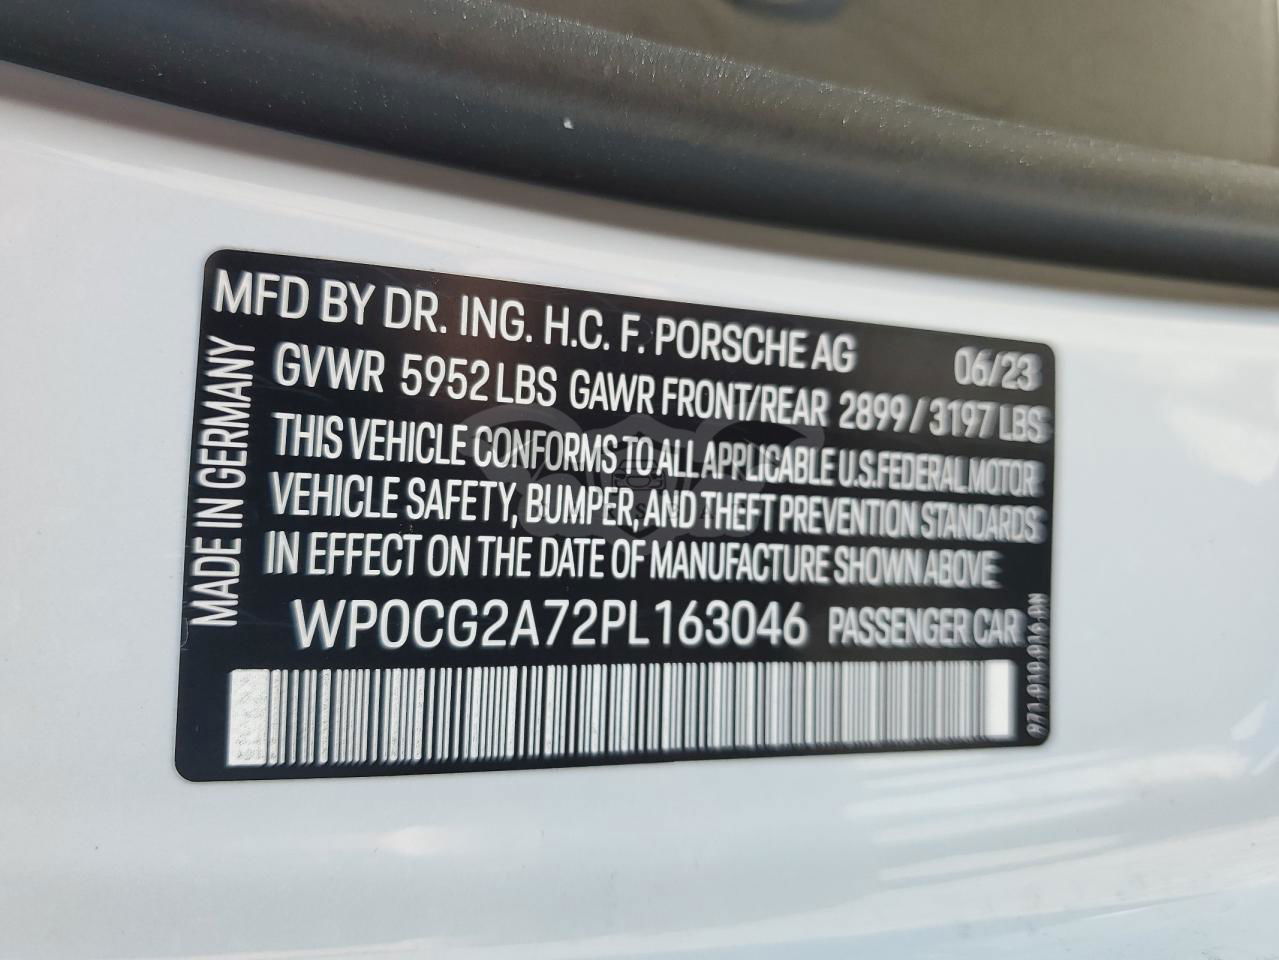 MFD BY DR. ING. H.C. F. PORSCHE AG 06/23
GVWR 5952 LBS GAWR FRONT/REAR 2899/3197 LBS
THIS VEHICLE CONFORMS TO ALL APPLICABLE U.S. FEDERAL MOTOR
VEHICLE SAFETY, BUMPER, AND THEFT PREVENTION STANDARDS
IN EFFECT ON THE DATE OF MANUFACTURE SHOWN ABOVE
WP0CG2A72PL163046 PASSENGER CAR
MADE IN GERMANY